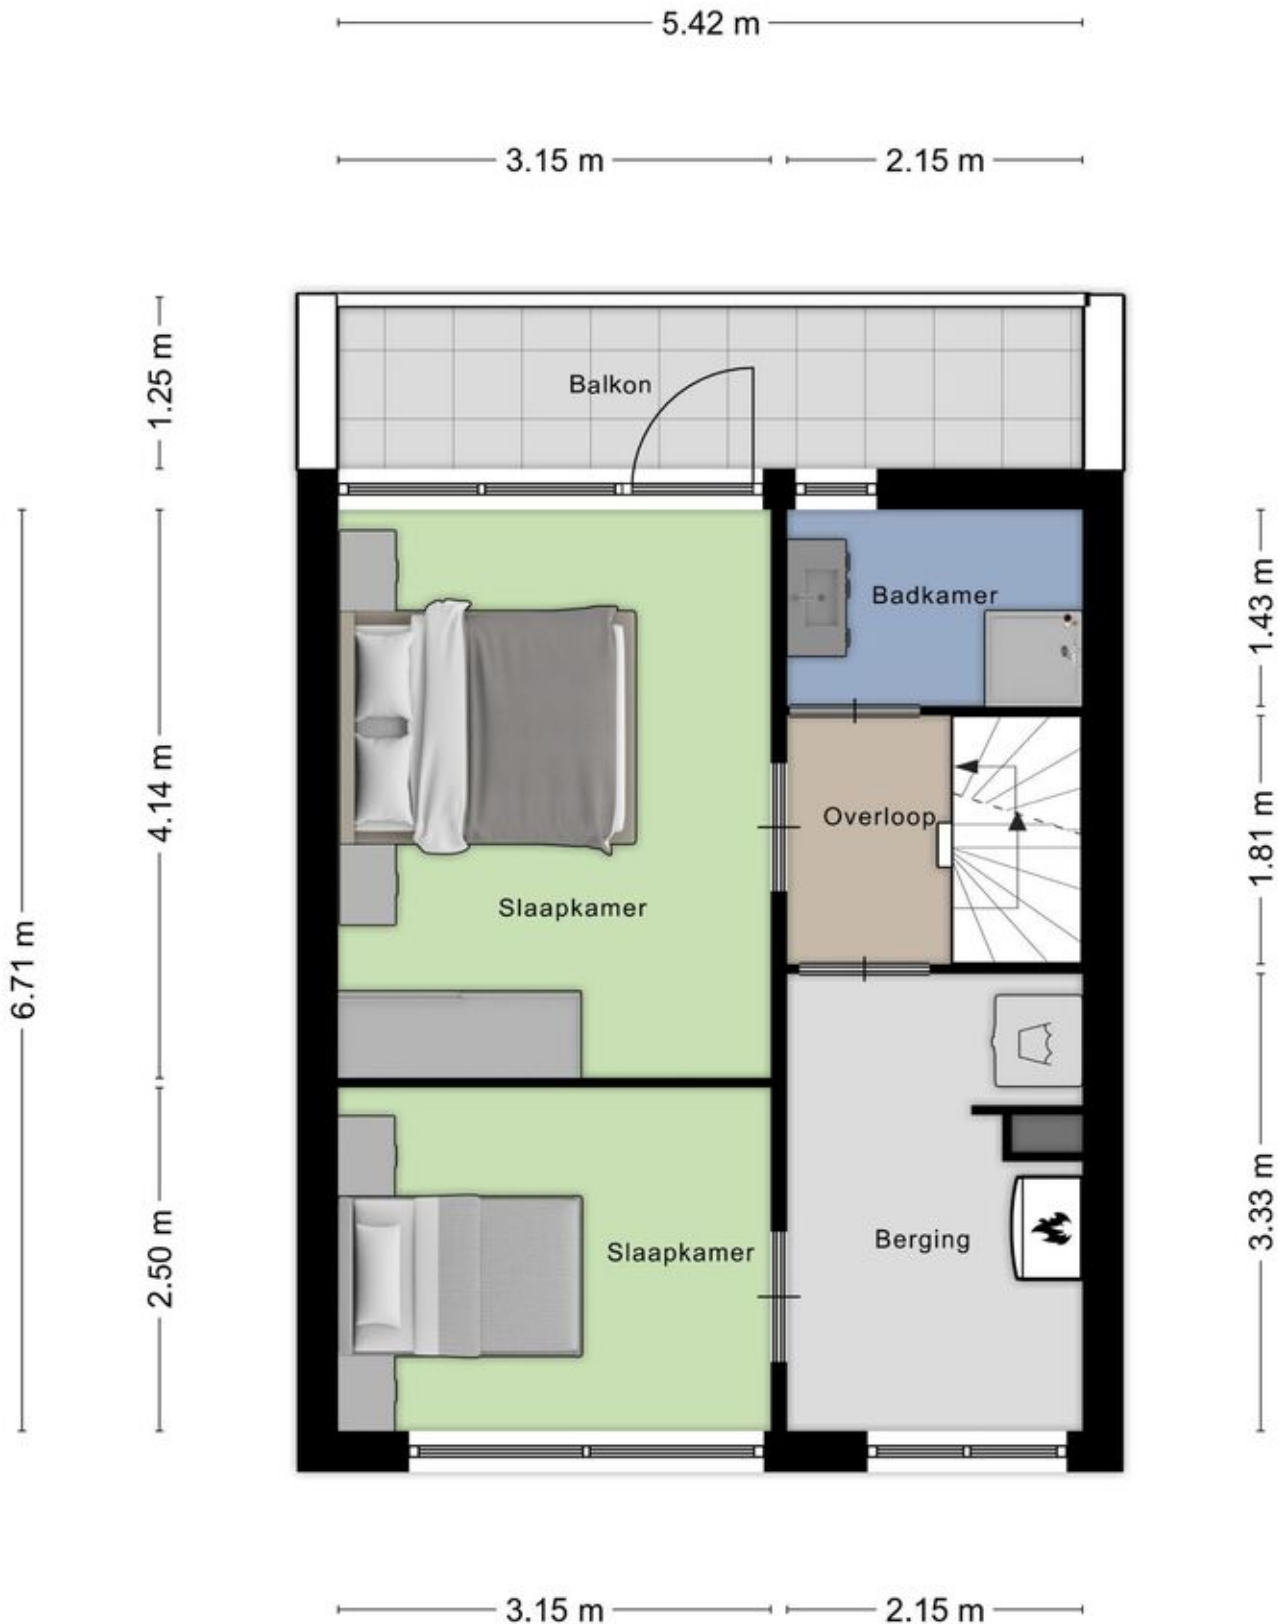 5.42 m
3.15 m
2.15 m
1.25 m
Balkon
1.43 m
Badkamer
4.14 m
Overloop
1.81 m
Slaapkamer
6.71 m
2.50 m
Slaapkamer
Berging
3.33 m
3.15 m
2.15 m